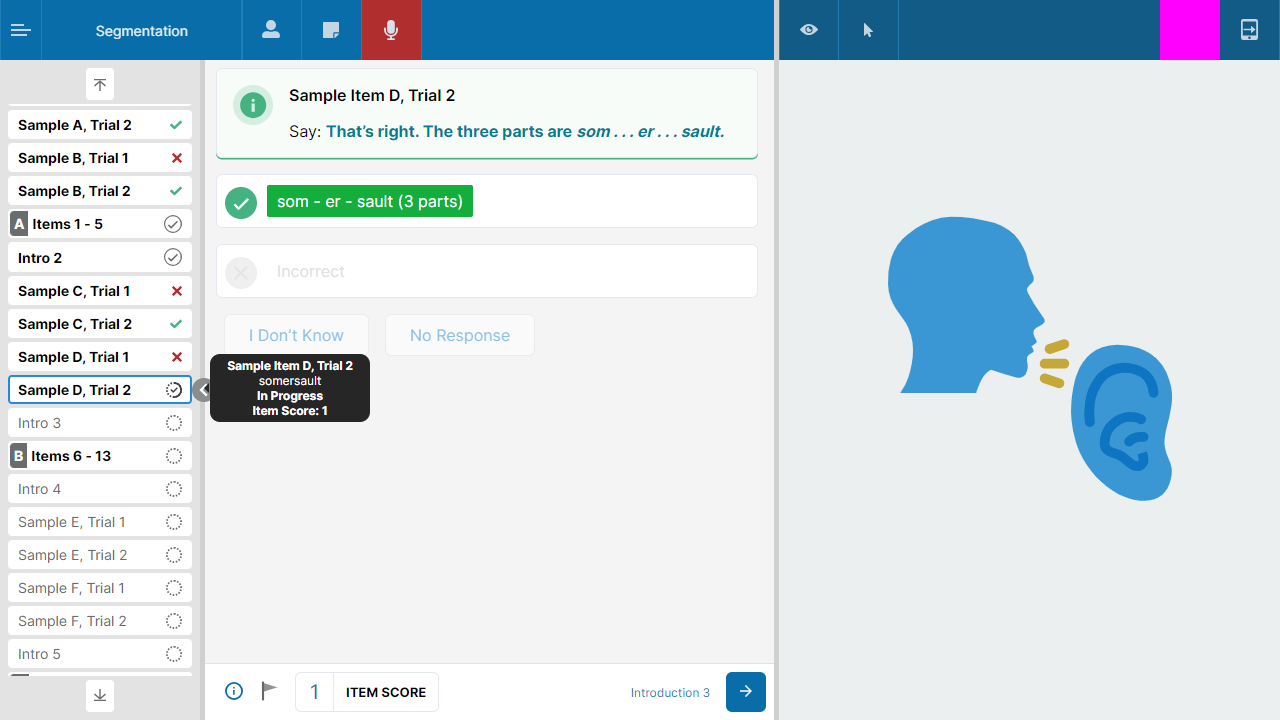 Segmentation
Sample A, Trial 2
Sample B, Trial 1
Sample B, Trial 2
A Items 1 - 5
Intro 2
Sample C, Trial 1
Sample C, Trial 2
Sample D, Trial 1
Sample D, Trial 2
Intro 3
B Items 6 - 13
Intro 4
Sample E, Trial 1
Sample E, Trial 2
Sample F, Trial 1
Sample F, Trial 2
Intro 5
Sample Item D, Trial 2
Say: That's right. The three parts are som . . . er . . . sault.
som - er - sault (3 parts)
Incorrect
I Don't Know
No Response
Sample Item D, Trial 2
somersault
In Progress
Item Score: 1
1 ITEM SCORE
Introduction 3